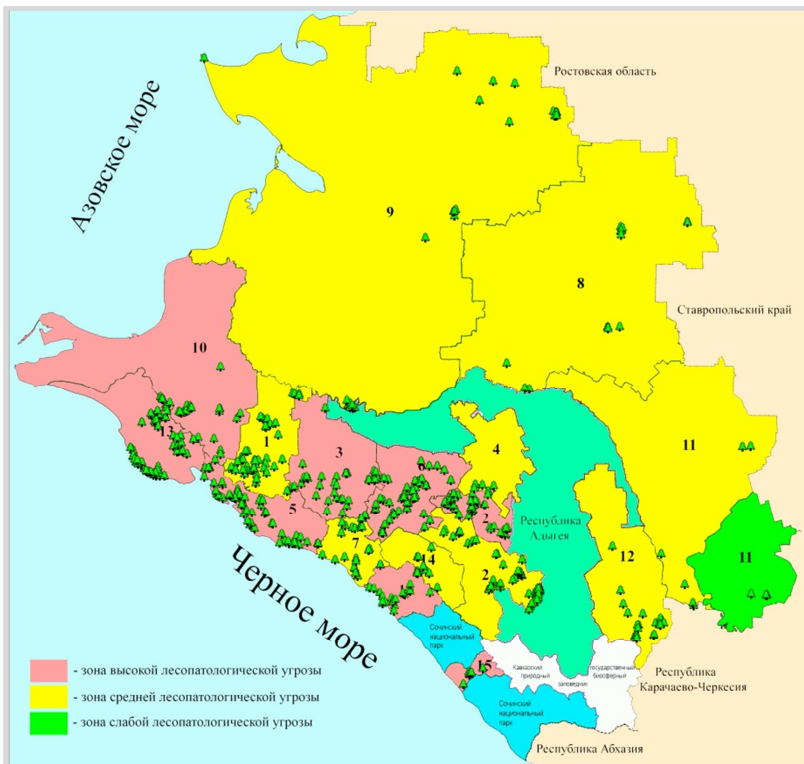 Ростовская область
Азовское море
9
8
Ставропольский край
10
11
13
1
3
4
6
5
2
Республика
Адыгея
11
7
14
2
12
Черное море
Сочинский
национальный
парк
15
Кавказский
природный
государственный
биосферный
заповедник
Республика
Карачаево-Черкесия
Сочинский
национальный
парк
Республика Абхазия
- зона высокой лесопатологической угрозы
- зона средней лесопатологической угрозы
- зона слабой лесопатологической угрозы